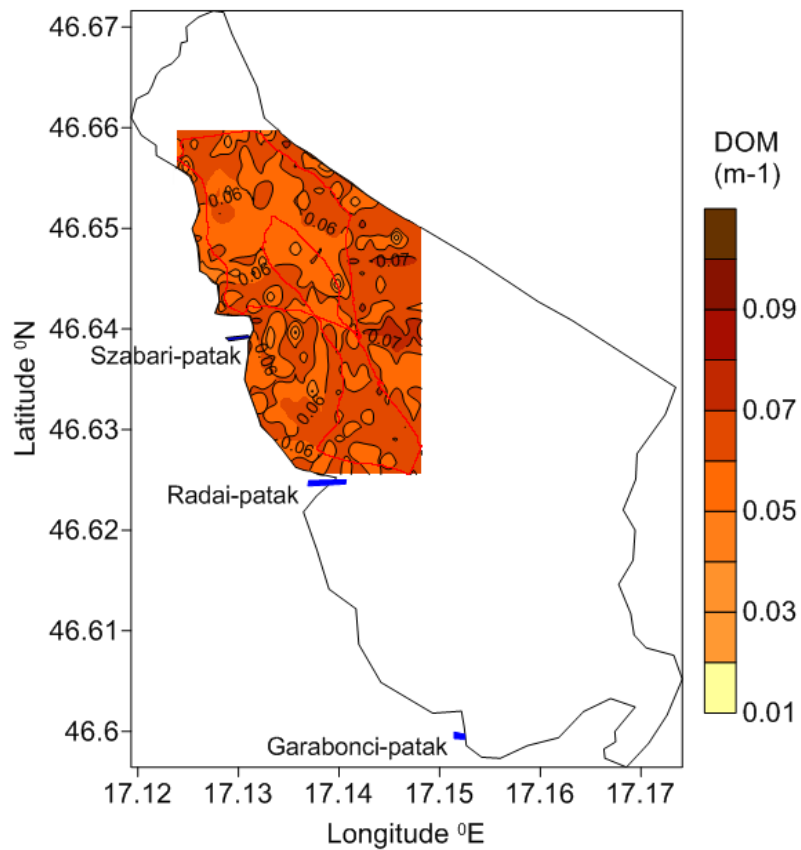 46.67
46.66
46.65
46.64
46.63
46.62
46.61
46.6
Latitude ⁰N
17.12 17.13 17.14 17.15 17.16 17.17
Longitude ⁰E
0.06
0.06
0.07
0.06
0.07
0.06
0.06
0.06
Szabari-patak
Radai-patak
Garabonci-patak
DOM
(m-1)
0.09
0.07
0.05
0.03
0.01